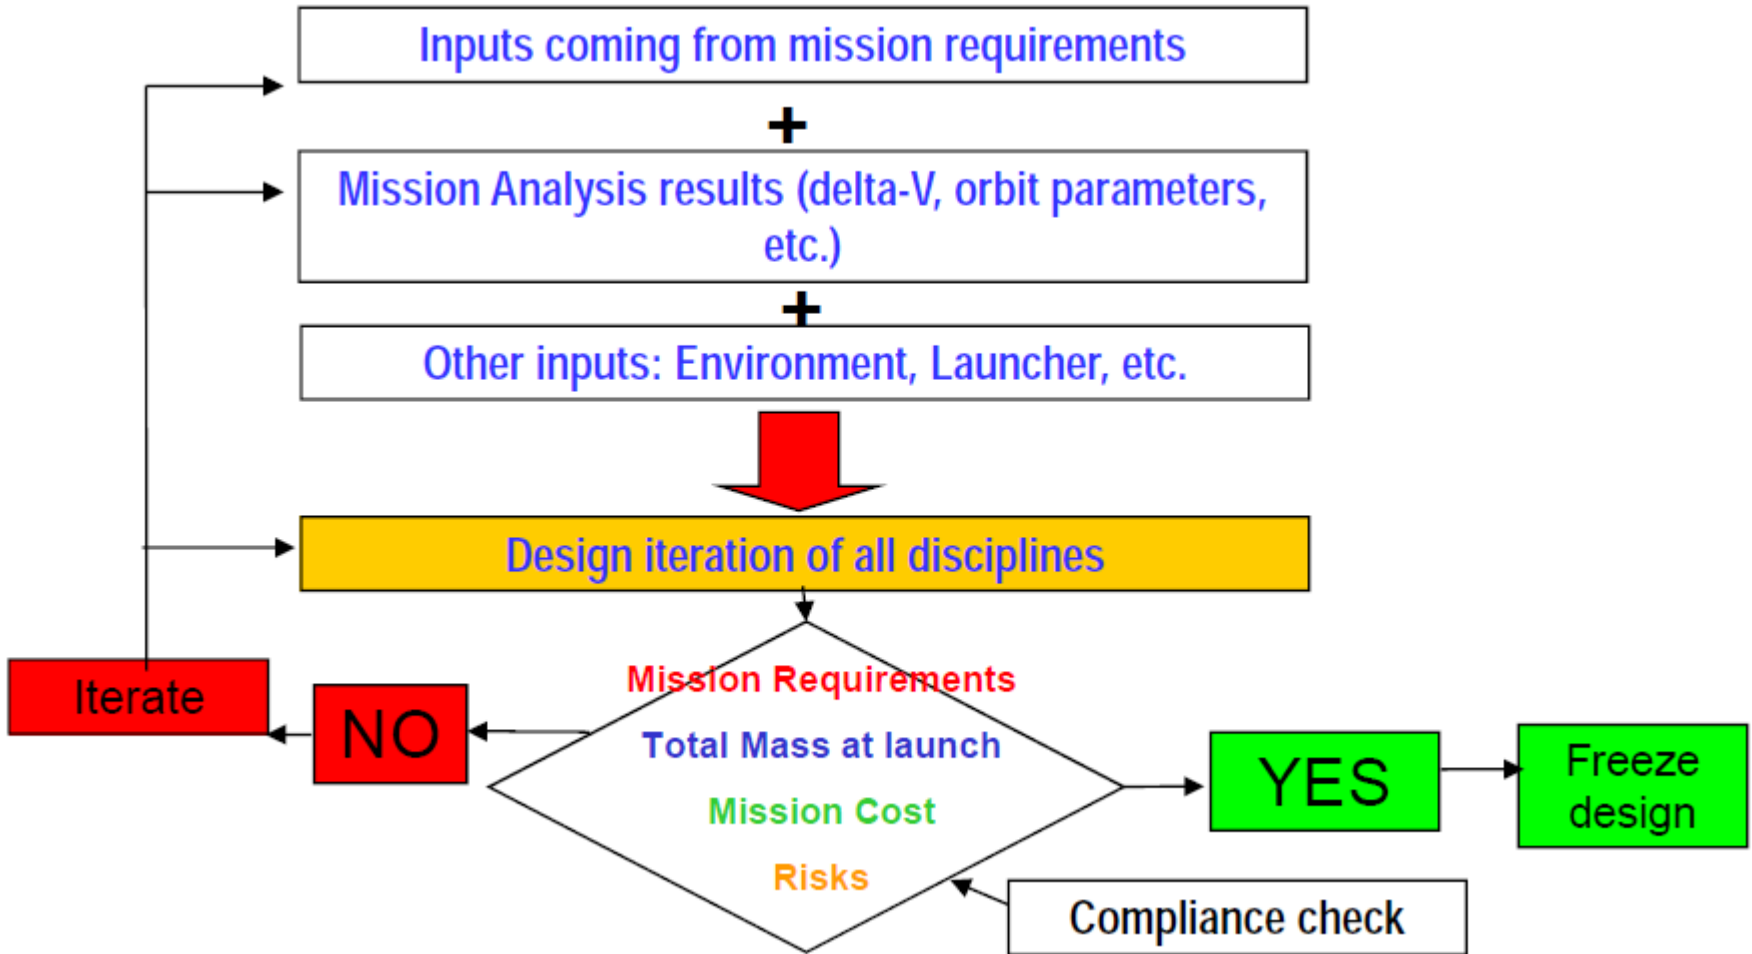 Inputs coming from mission requirements
+
Mission Analysis results (delta-V, orbit parameters,
etc.)
+
Other inputs: Environment, Launcher, etc.
Design iteration of all disciplines
Mission Requirements
Total Mass at launch
Mission Cost
Risks
Iterate
NO
YES
Freeze
design
Compliance check